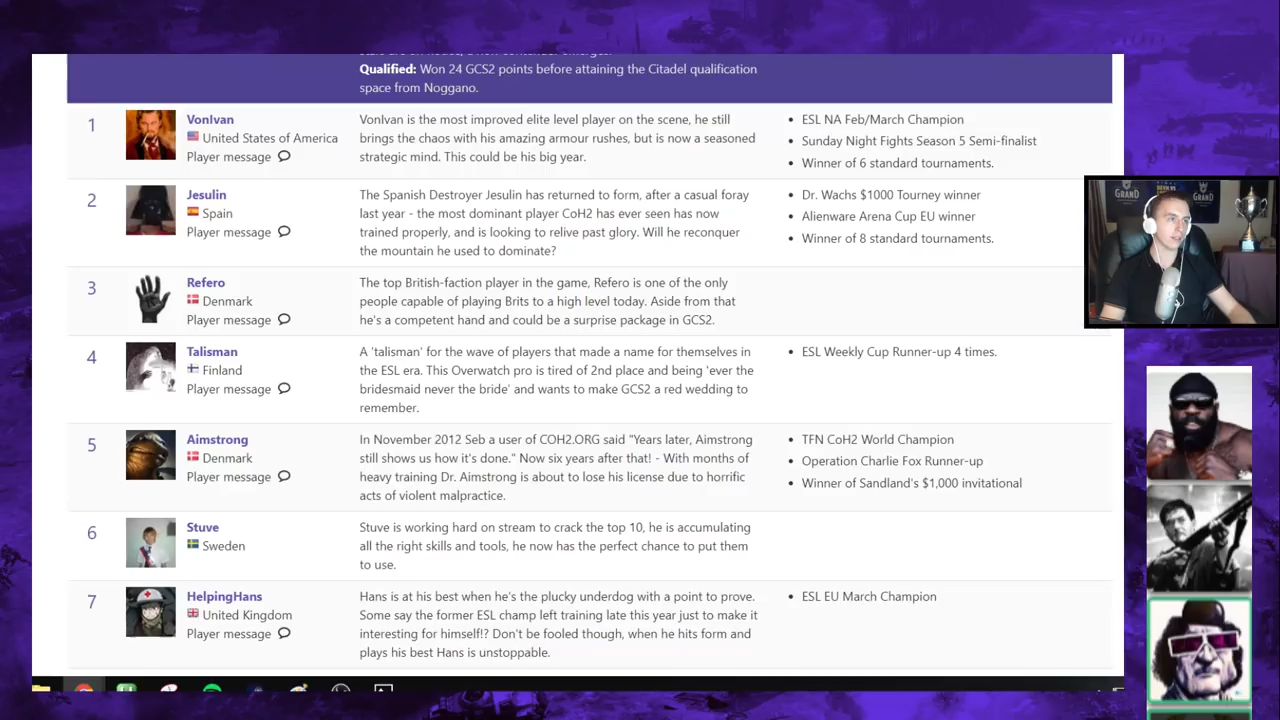 Qualified: Won 24 GCS2 points before attaining the Citadel qualification
space from Noggano.
1
VonIvan
United States of America
Player message
VonIvan is the most improved elite level player on the scene, he still
brings the chaos with his amazing armour rushes, but is now a seasoned
strategic mind. This could be his big year.
• ESL NA Feb/March Champion
• Sunday Night Fights Season 5 Semi-finalist
• Winner of 6 standard tournaments.
2
Jesulin
Spain
Player message
The Spanish Destroyer Jesulin has returned to form, after a casual foray
last year - the most dominant player CoH2 has ever seen has now
trained properly, and is looking to relive past glory. Will he reconquer
the mountain he used to dominate?
• Dr. Wachs $1000 Tourney winner
• Alienware Arena Cup EU winner
• Winner of 8 standard tournaments.
3
Refero
Denmark
Player message
The top British-faction player in the game, Refero is one of the only
people capable of playing Brits to a high level today. Aside from that
he's a competent hand and could be a surprise package in GCS2.
4
Talisman
Finland
Player message
A 'talisman' for the wave of players that made a name for themselves in
the ESL era. This Overwatch pro is tired of 2nd place and being 'ever the
bridesmaid never the bride' and wants to make GCS2 a red wedding to
remember.
• ESL Weekly Cup Runner-up 4 times.
5
Aimstrong
Denmark
Player message
In November 2012 Seb a user of COH2.ORG said "Years later, Aimstrong
still shows us how it's done." Now six years after that! - With months of
heavy training Dr. Aimstrong is about to lose his license due to horrific
acts of violent malpractice.
• TFN CoH2 World Champion
• Operation Charlie Fox Runner-up
• Winner of Sandland's $1,000 invitational
6
Stuve
Sweden
Stuve is working hard on stream to crack the top 10, he is accumulating
all the right skills and tools, he now has the perfect chance to put them
to use.
7
HelpingHans
United Kingdom
Player message
Hans is at his best when he's the plucky underdog with a point to prove.
Some say the former ESL champ left training late this year just to make it
interesting for himself!? Don't be fooled though, when he hits form and
plays his best Hans is unstoppable.
• ESL EU March Champion
GRAND
GRAND